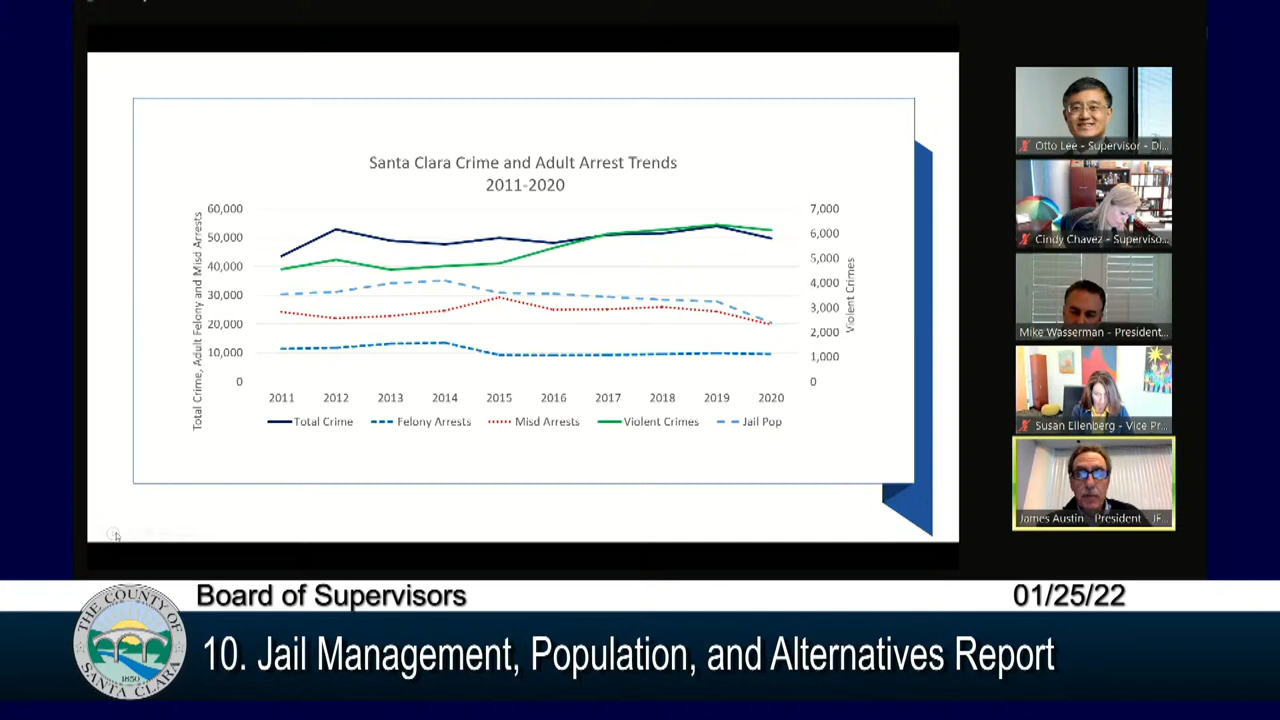 Santa Clara Crime and Adult Arrest Trends
2011-2020
Total Crime, Adult Felony and Misd Arrests
60,000
50,000
40,000
30,000
20,000
10,000
0
7,000
6,000
5,000
4,000
3,000
2,000
1,000
0
Violent Crimes
2011 2012 2013 2014 2015 2016 2017 2018 2019 2020
Total Crime Felony Arrests Misd Arrests Violent Crimes Jail Pop
Otto Lee - Supervisor - Di...
Cindy Chavez - Superviso...
Mike Wasserman - President...
Susan Ellenberg - Vice Pr...
James Austin - President - JF...
Board of Supervisors
01/25/22
10. Jail Management, Population, and Alternatives Report
THE COUNTY OF
SANTA CLARA
1850